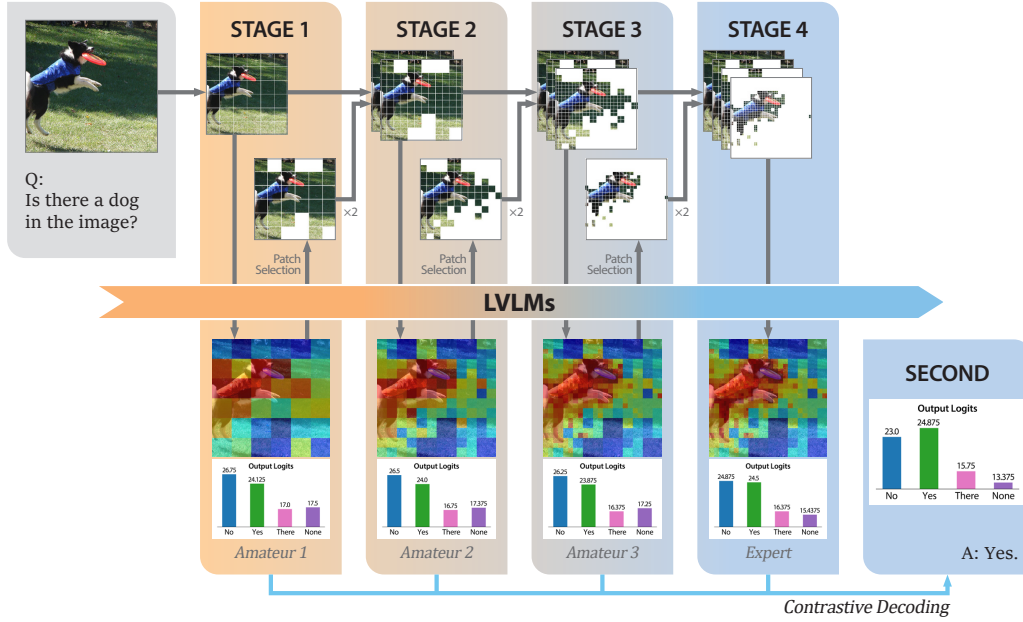 STAGE 1
STAGE 2
STAGE 3
STAGE 4
Q:
Is there a dog
in the image?
×2
×2
×2
Patch
Selection
Patch
Selection
Patch
Selection
LVLMs
Output Logits
26.75
24.125
17.0
17.5
No
Yes
There
None
Amateur 1
Output Logits
26.5
24.0
16.75
17.375
No
Yes
There
None
Amateur 2
Output Logits
26.25
23.875
16.375
17.25
No
Yes
There
None
Amateur 3
Output Logits
24.875
24.5
16.375
15.4375
No
Yes
There
None
Expert
SECOND
Output Logits
23.0
24.875
15.75
13.375
No
Yes
There
None
A: Yes.
Contrastive Decoding